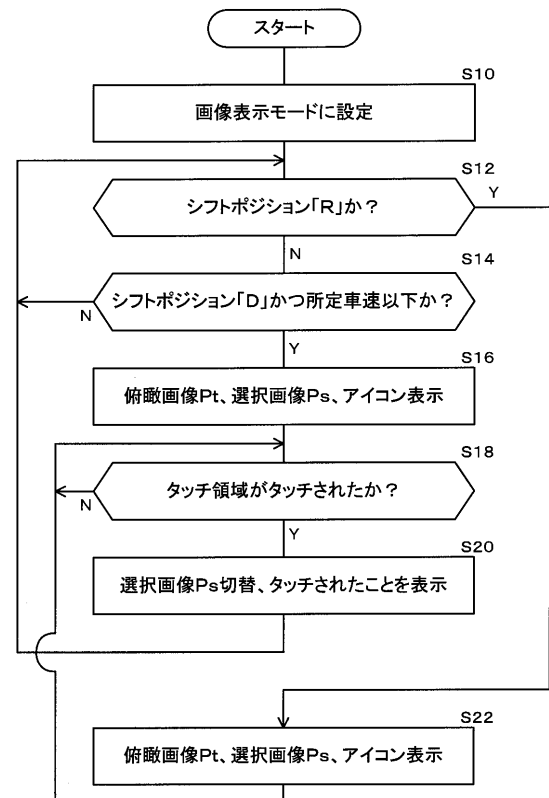 スタート
S10
画像表示モードに設定
S12
シフトポジション「R」か？
Y
N
S14
シフトポジション「D」かつ所定車速以下か？
N
Y
S16
俯瞰画像Pt、選択画像Ps、アイコン表示
S18
タッチ領域がタッチされたか？
N
Y
S20
選択画像Ps切替、タッチされたことを表示
S22
俯瞰画像Pt、選択画像Ps、アイコン表示